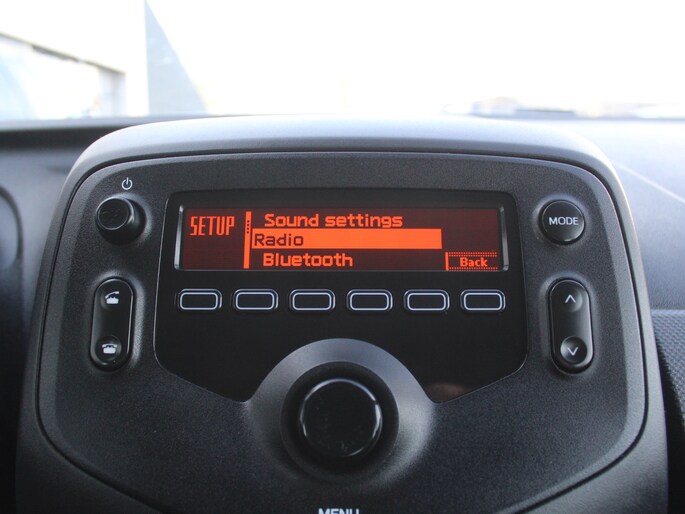 SETUP
Sound settings
Radio
Bluetooth
Back
MODE
MENU